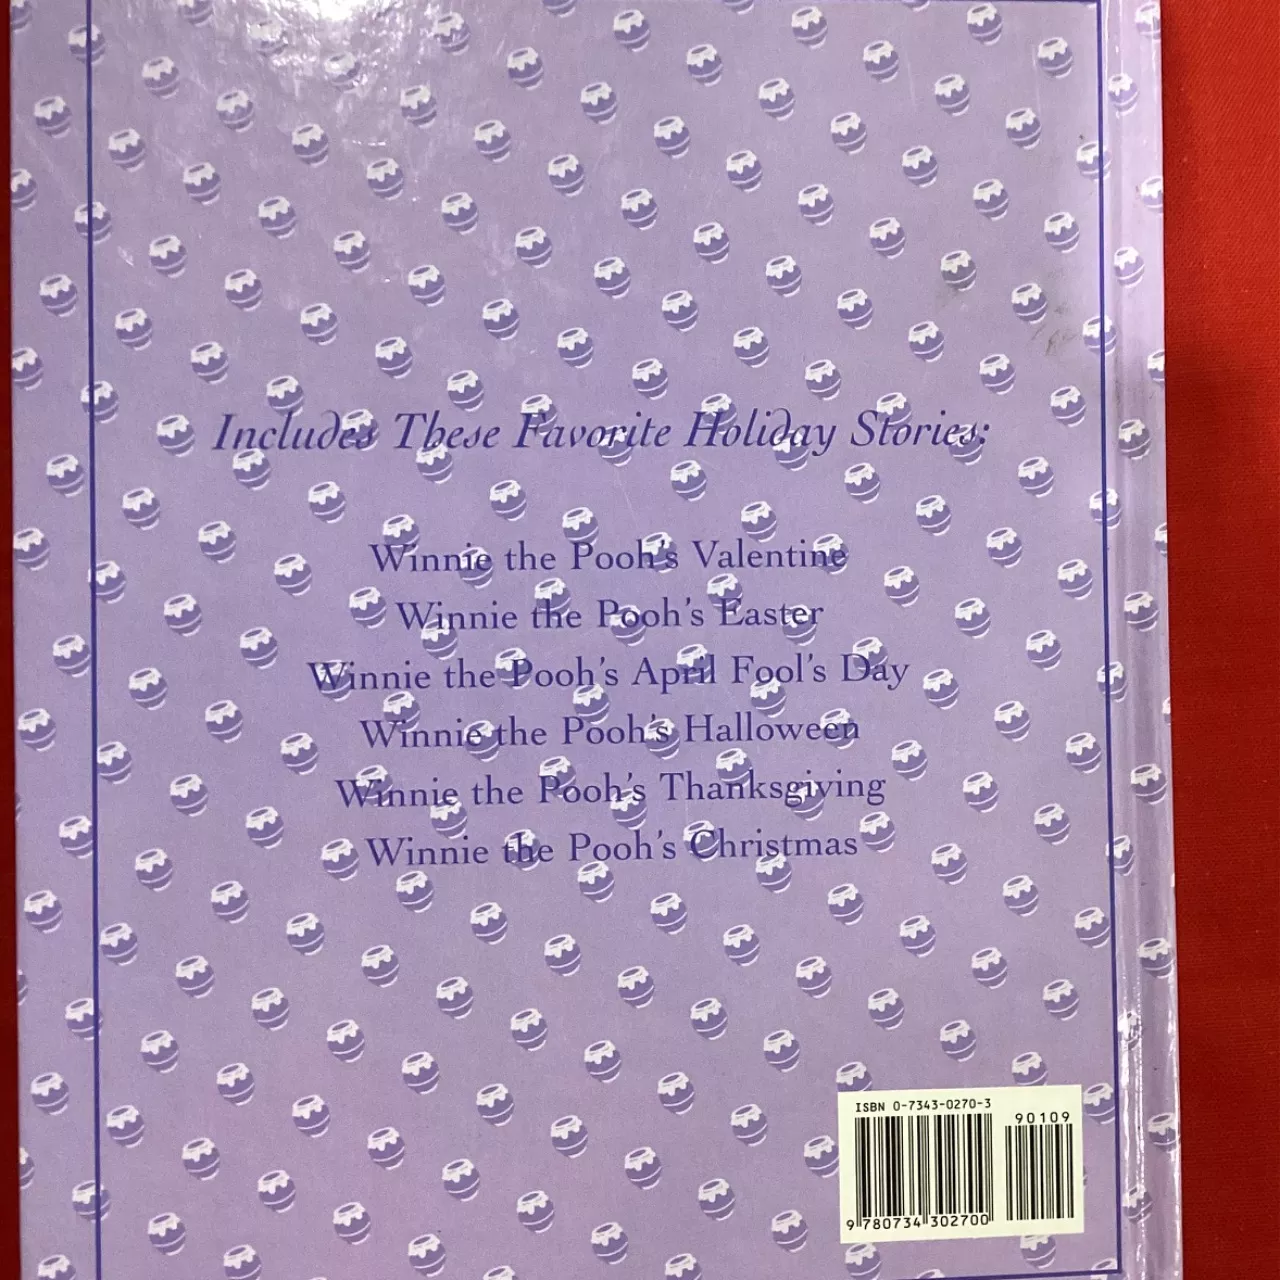 Includes These Favorite Holiday Stories:
Winnie the Pooh's Valentine
Winnie the Pooh's Easter
Winnie the Pooh's April Fool's Day
Winnie the Pooh's Halloween
Winnie the Pooh's Thanksgiving
Winnie the Pooh's Christmas
ISBN 0-7343-0270-3
90109
9 780734 302700